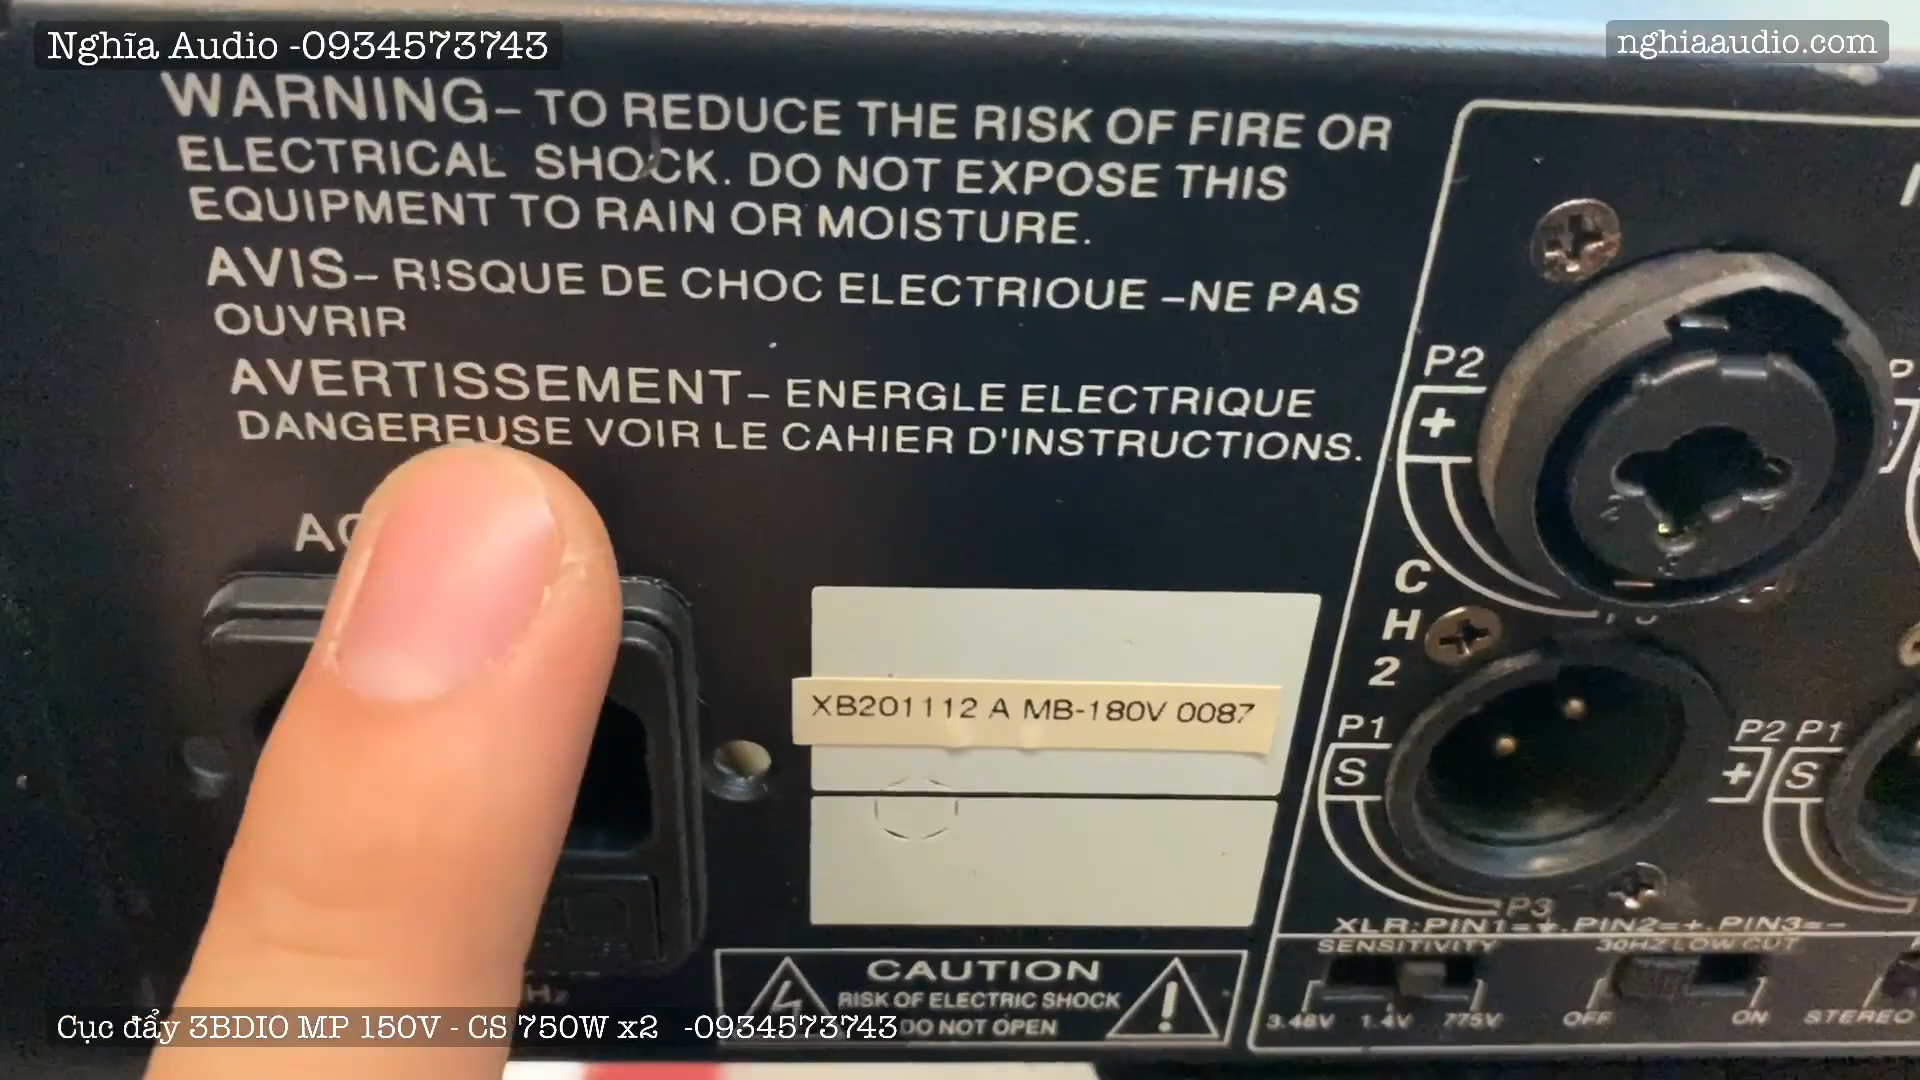 Nghĩa Audio -0934573743
nghiaaudio.com
WARNING- TO REDUCE THE RISK OF FIRE OR
ELECTRICAL SHOCK. DO NOT EXPOSE THIS
EQUIPMENT TO RAIN OR MOISTURE.
AVIS- R!SQUE DE CHOC ELECTRIOUE -NE PAS
OUVRIR
AVERTISSEMENT- ENERGLE ELECTRIQUE
DANGEREUSE VOIR LE CAHIER D'INSTRUCTIONS.
XB201112 A MB-180V 0087
CAUTION
RISK OF ELECTRIC SHOCK
DO NOT OPEN
P2
+
CH2
P1
S
P3
P2 P1
+ S
XLR:PIN1=⏚.PIN2=+.PIN3=-
SENSITIVITY
30HZ LOW CUT
3.48V 1.4V 775V
OFF ON
STEREO
Hz
Cục đẩy 3BDIO MP 150V - CS 750W x2 -0934573743